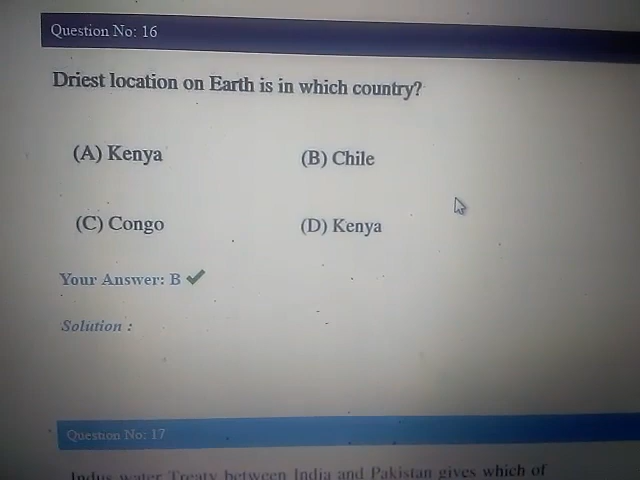 Question No: 16
Driest location on Earth is in which country?
(A) Kenya (B) Chile
(C) Congo (D) Kenya
Your Answer: B ✔
Solution :
Question No: 17
Indus water Treaty between India and Pakistan gives which of